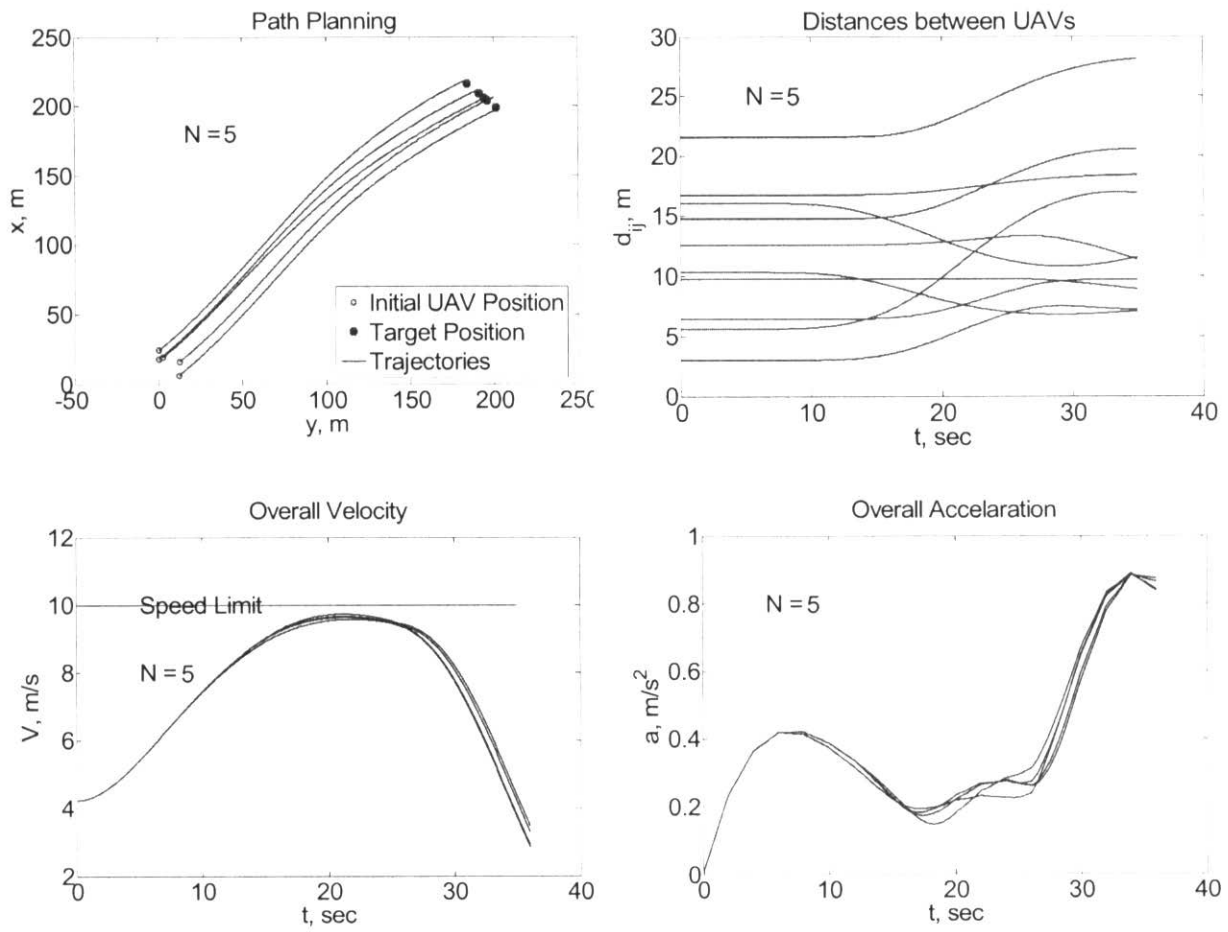 Path Planning
250
200
150
100
50
0
x, m
N = 5
Initial UAV Position
Target Position
Trajectories
-50
0
50
100
150
200
250
y, m
Distances between UAVs
30
25
20
15
10
5
0
d_ij, m
N = 5
0
10
20
30
40
t, sec
Overall Velocity
12
10
8
6
4
2
V, m/s
Speed Limit
N = 5
0
10
20
30
40
t, sec
Overall Accelaration
1
0.8
0.6
0.4
0.2
0
a, m/s²
N = 5
0
10
20
30
40
t, sec